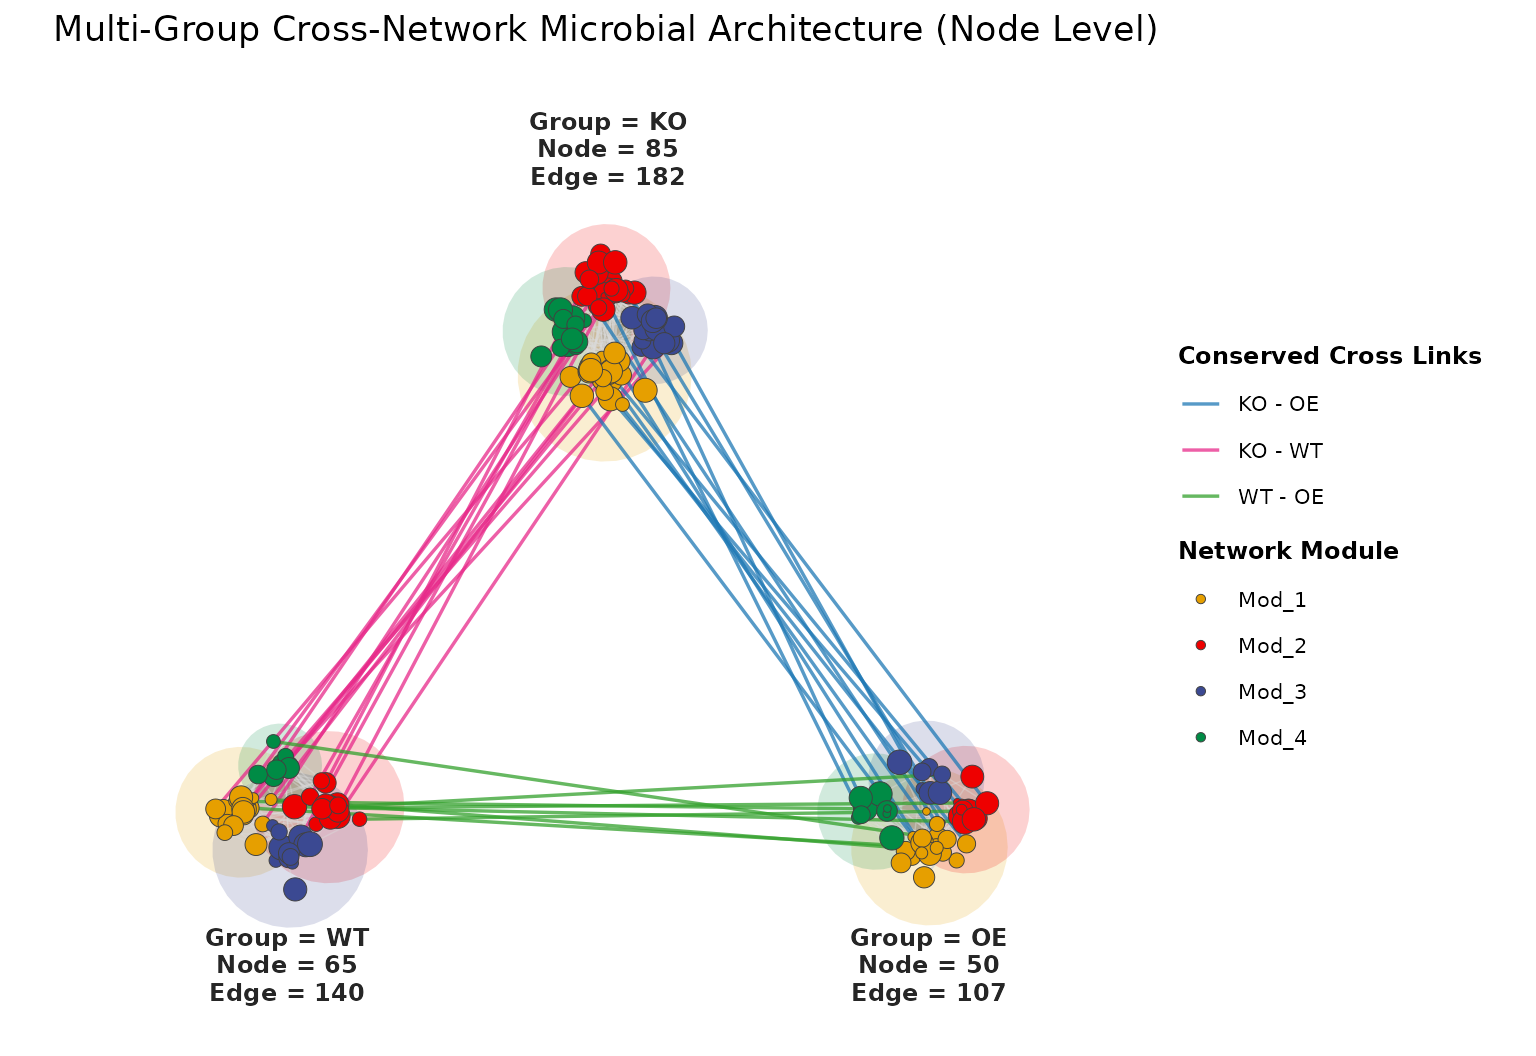 Multi-Group Cross-Network Microbial Architecture (Node Level)
Group = KO
Node = 85
Edge = 182
Conserved Cross Links
KO - OE
KO - WT
WT - OE
Network Module
Mod_1
Mod_2
Mod_3
Mod_4
Group = WT
Node = 65
Edge = 140
Group = OE
Node = 50
Edge = 107